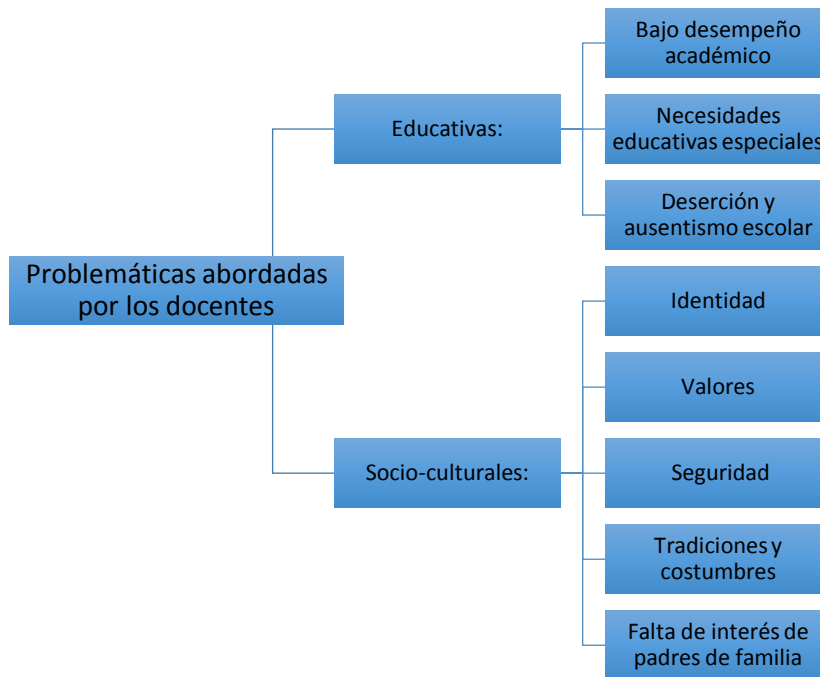 Problemáticas abordadas
por los docentes
Educativas:
Bajo desempeño
académico
Necesidades
educativas especiales
Deserción y
ausentismo escolar
Socio-culturales:
Identidad
Valores
Seguridad
Tradiciones y
costumbres
Falta de interés de
padres de familia